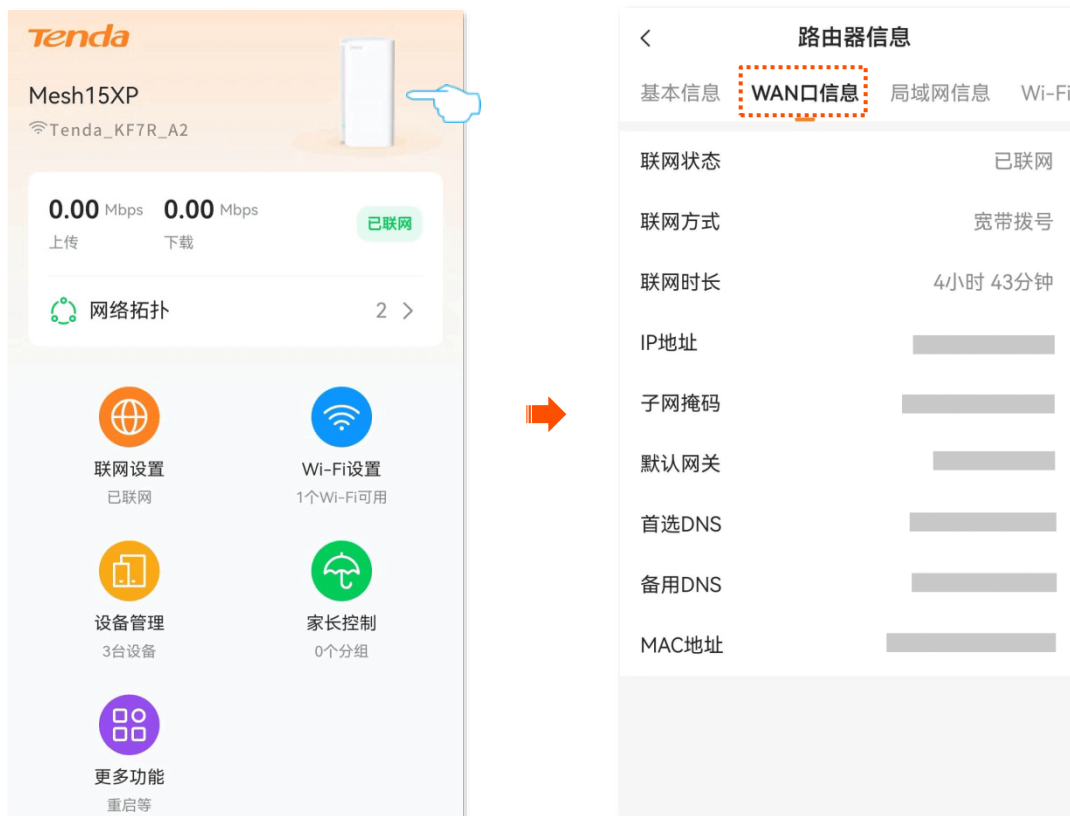 Tenda
Mesh15XP
Tenda_KF7R_A2
0.00 Mbps 0.00 Mbps
上传 下载
已联网
网络拓扑 2
联网设置 Wi-Fi设置
已联网 1个Wi-Fi可用
设备管理 家长控制
3台设备 0个分组
更多功能
重启等
路由器信息
基本信息 WAN口信息 局域网信息 Wi-Fi
联网状态 已联网
联网方式 宽带拨号
联网时长 4小时 43分钟
IP地址
子网掩码
默认网关
首选DNS
备用DNS
MAC地址